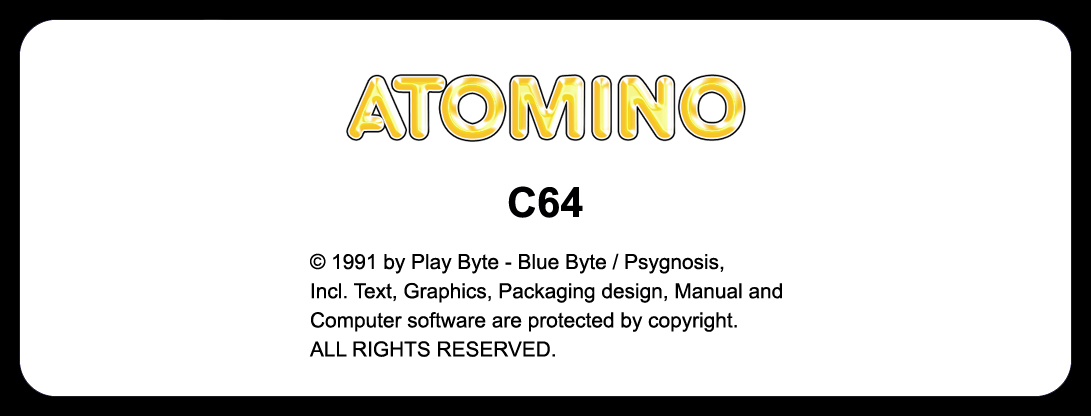 ATOMINO
C64
© 1991 by Play Byte - Blue Byte / Psygnosis,
Incl. Text, Graphics, Packaging design, Manual and
Computer software are protected by copyright.
ALL RIGHTS RESERVED.